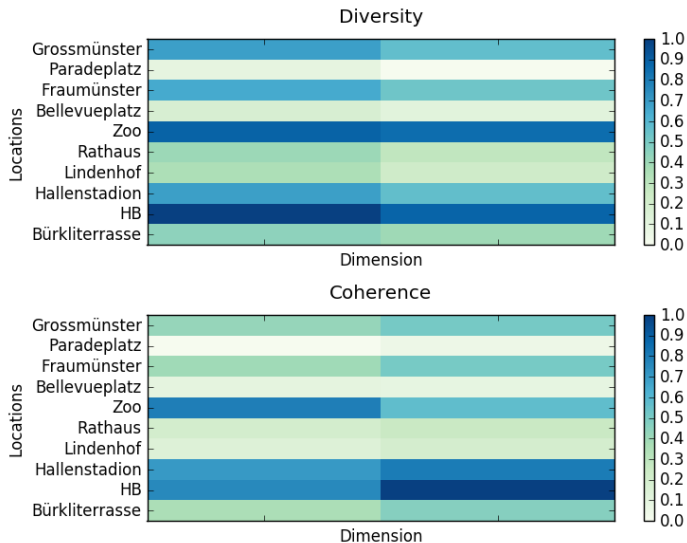 Diversity
Locations
Grossmünster
Paradeplatz
Fraumünster
Bellevueplatz
Zoo
Rathaus
Lindenhof
Hallenstadion
HB
Bürkliterrasse
Dimension
1.0
0.9
0.8
0.7
0.6
0.5
0.4
0.3
0.2
0.1
0.0
Coherence
Locations
Grossmünster
Paradeplatz
Fraumünster
Bellevueplatz
Zoo
Rathaus
Lindenhof
Hallenstadion
HB
Bürkliterrasse
Dimension
1.0
0.9
0.8
0.7
0.6
0.5
0.4
0.3
0.2
0.1
0.0